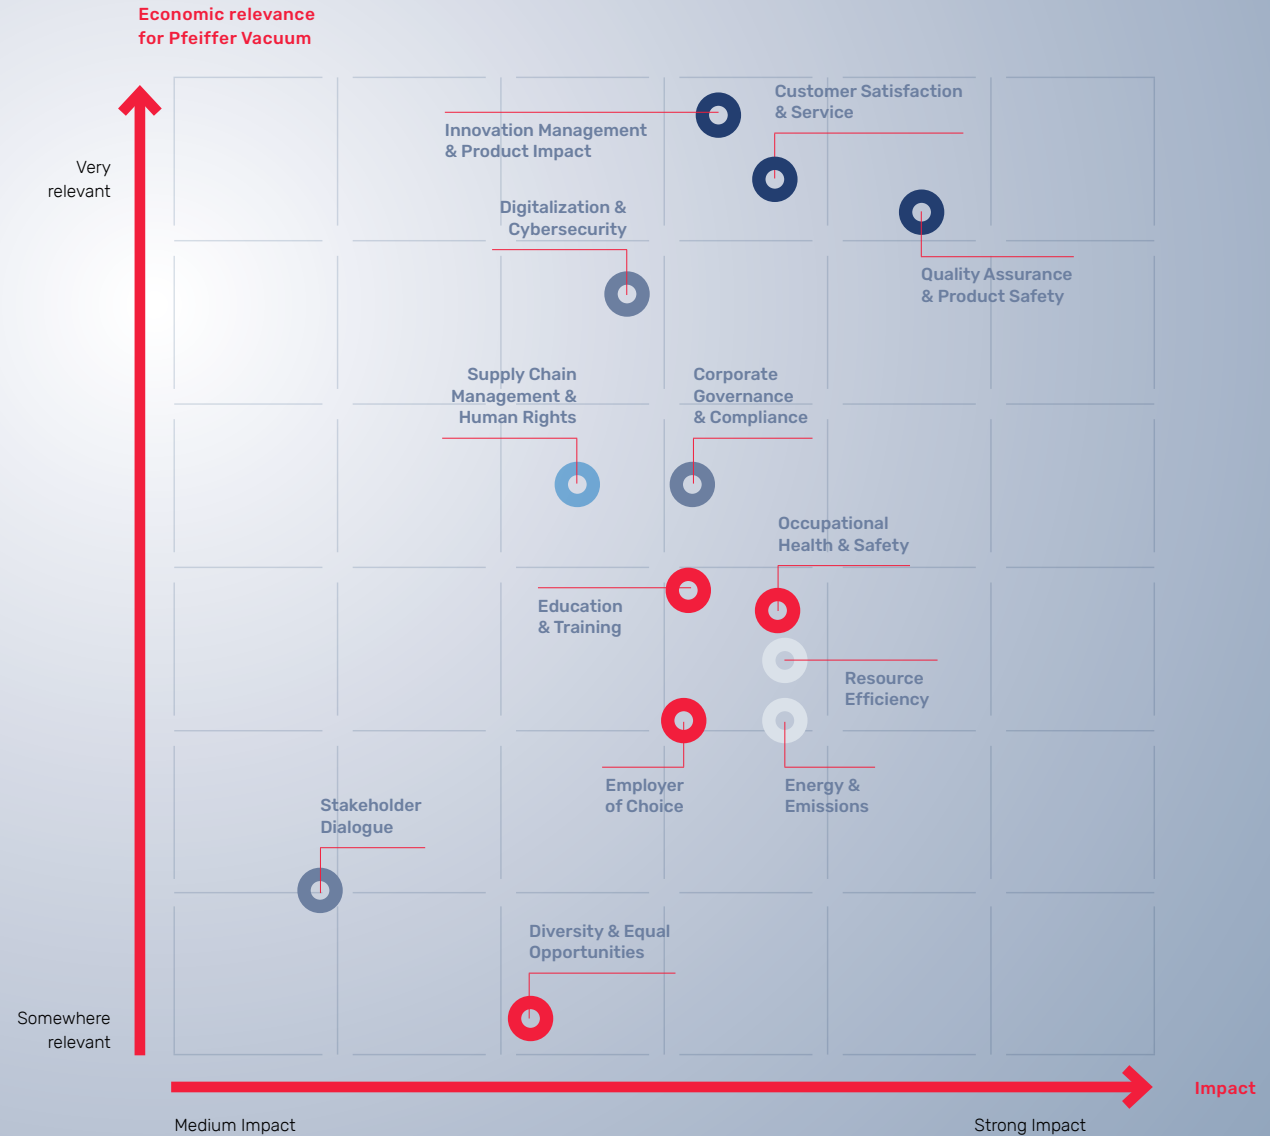 Economic relevance
for Pfeiffer Vacuum
Very
relevant
Innovation Management
& Product Impact
Customer Satisfaction
& Service
Digitalization &
Cybersecurity
Quality Assurance
& Product Safety
Supply Chain
Management &
Human Rights
Corporate
Governance
& Compliance
Occupational
Health & Safety
Education
& Training
Resource
Efficiency
Employer
of Choice
Energy &
Emissions
Stakeholder
Dialogue
Diversity & Equal
Opportunities
Somewhere
relevant
Impact
Medium Impact
Strong Impact